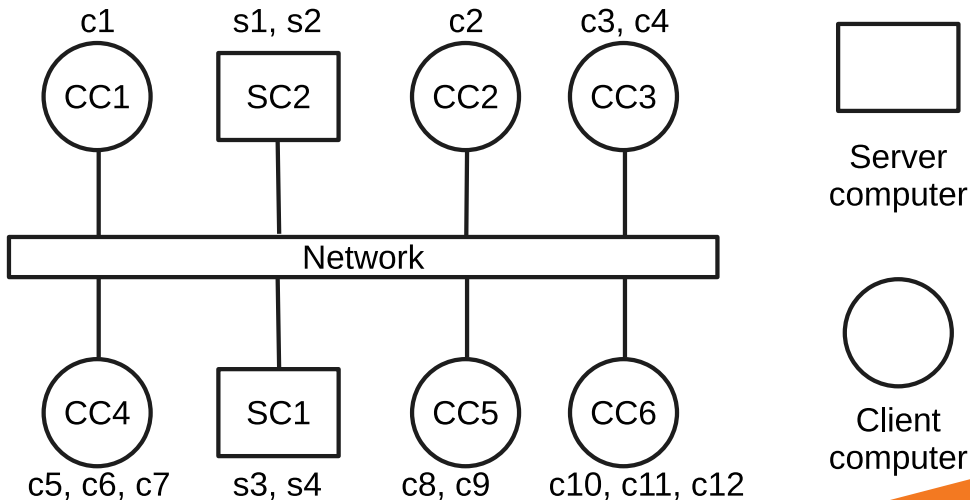 c1 s1, s2 c2 c3, c4
CC1 SC2 CC2 CC3
Server
computer
Network
CC4 SC1 CC5 CC6
Client
computer
c5, c6, c7 s3, s4 c8, c9 c10, c11, c12